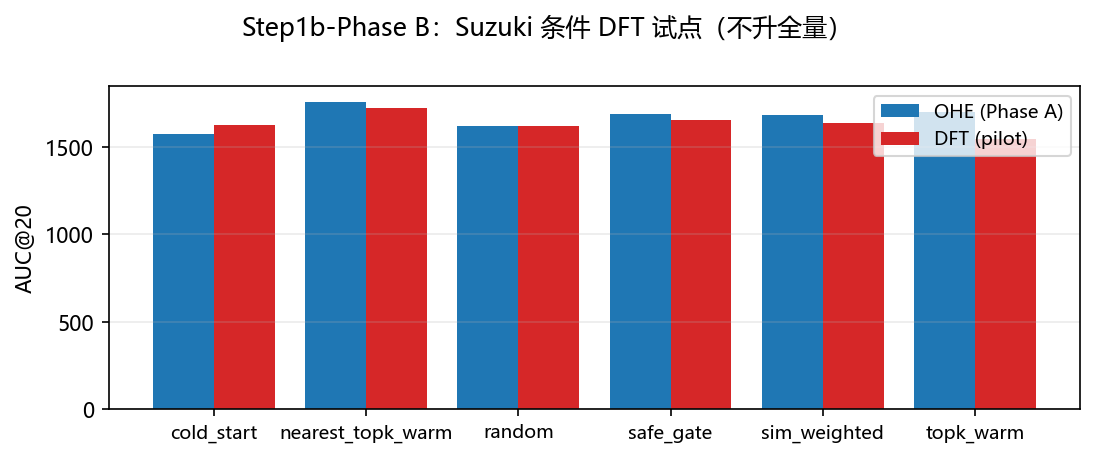 Step1b-Phase B：Suzuki 条件 DFT 试点（不升全量）
OHE (Phase A)
DFT (pilot)
AUC@20
1500
1000
500
0
cold_start nearest_topk_warm random safe_gate sim_weighted topk_warm